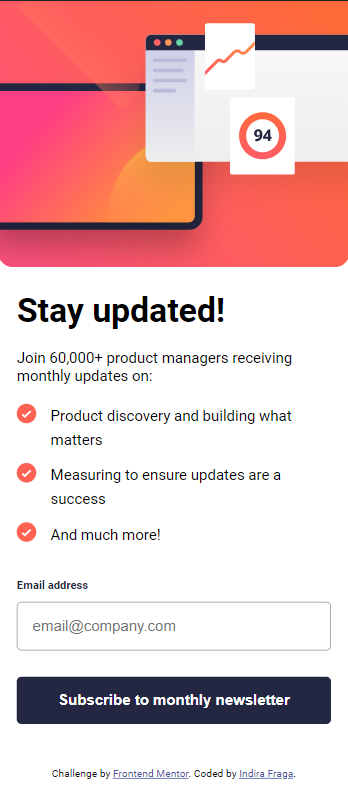 94
Stay updated!
Join 60,000+ product managers receiving
monthly updates on:
Product discovery and building what
matters
Measuring to ensure updates are a
success
And much more!
Email address
email@company.com
Subscribe to monthly newsletter
Challenge by Frontend Mentor. Coded by Indira Fraga.